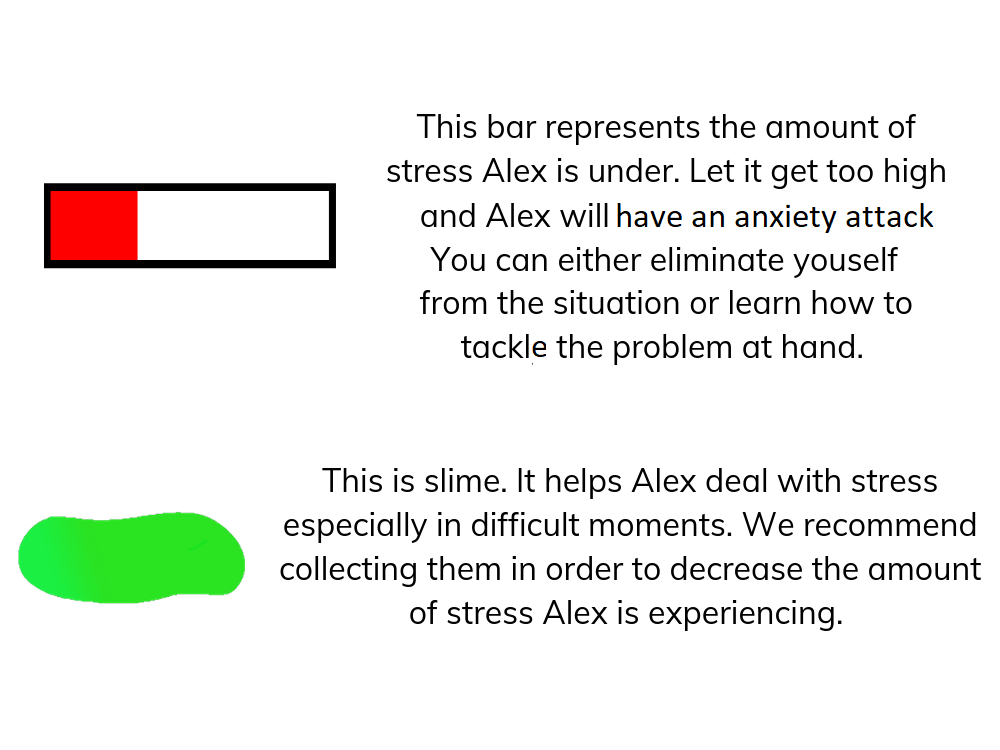 This bar represents the amount of
stress Alex is under. Let it get too high
and Alex will have an anxiety attack
You can either eliminate youself
from the situation or learn how to
tackle the problem at hand.
This is slime. It helps Alex deal with stress
especially in difficult moments. We recommend
collecting them in order to decrease the amount
of stress Alex is experiencing.